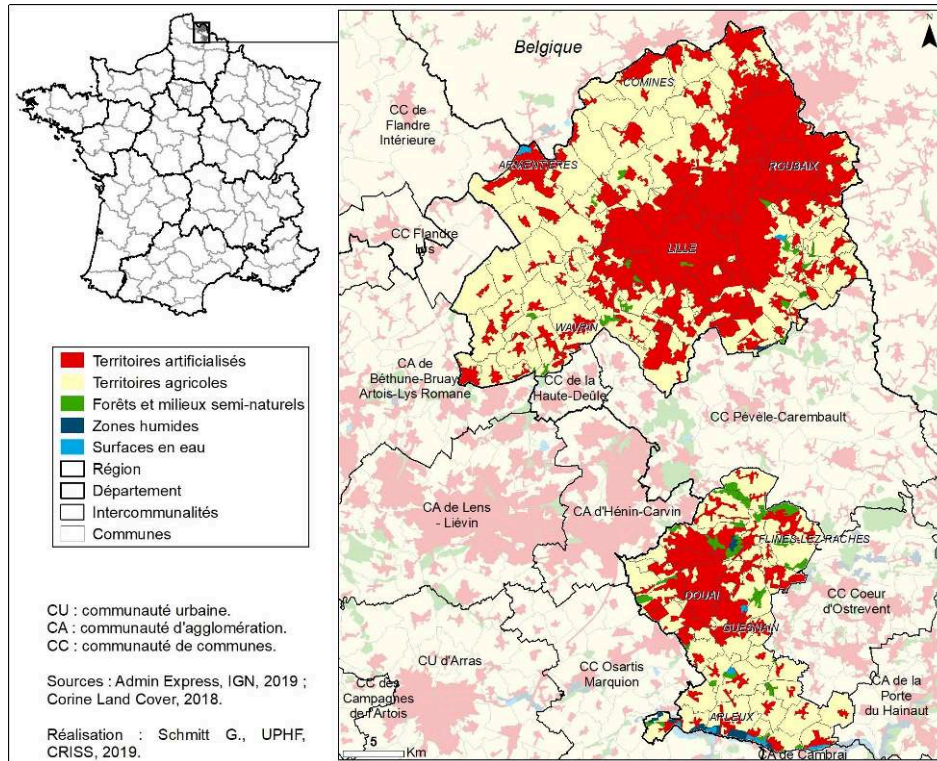 N
Belgique
COMINES
CC de
Flandre
Intérieure
ARMENTIERES
ROUBAIX
CC Flandre
Lys
LILLE
WAVRIN
CA de
Béthune-Bruay
Artois-Lys Romane
CC de la
Haute-Deûle
CC Pévèle-Carembault
CA de Lens
- Liévin
CA d'Hénin-Carvin
FLINES-LEZ-RACHES
DOUAI
CC Coeur
d'Ostrevent
GUESNAIN
CU d'Arras
CC Osartis
Marquion
CC des
Campagnes
de l'Artois
CA de la
Porte
du Hainaut
ARLEUX
CA de Cambrai
5
Km
Territoires artificialisés
Territoires agricoles
Forêts et milieux semi-naturels
Zones humides
Surfaces en eau
Région
Département
Intercommunalités
Communes
CU : communauté urbaine.
CA : communauté d'agglomération.
CC : communauté de communes.
Sources : Admin Express, IGN, 2019 ;
Corine Land Cover, 2018.
Réalisation : Schmitt G., UPHF,
CRISS, 2019.